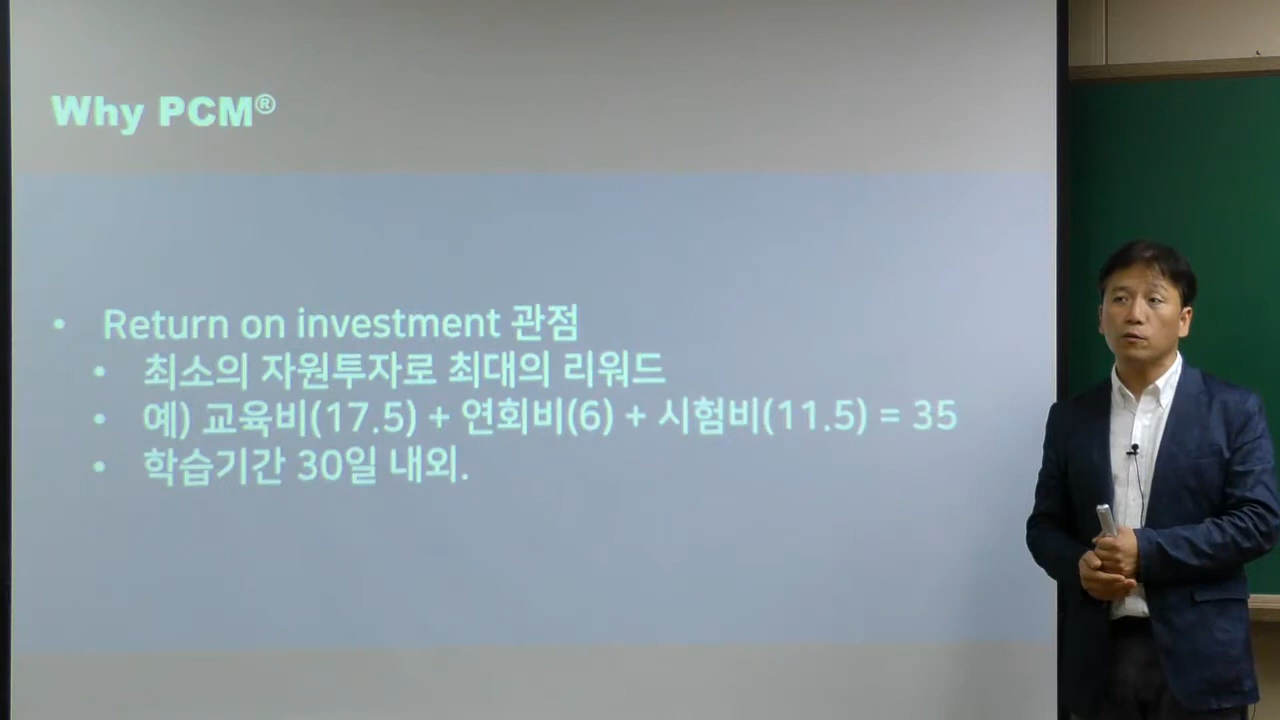 Why PCM®
• Return on investment 관점
• 최소의 자원투자로 최대의 리워드
• 예) 교육비(17.5) + 연회비(6) + 시험비(11.5) = 35
• 학습기간 30일 내외.